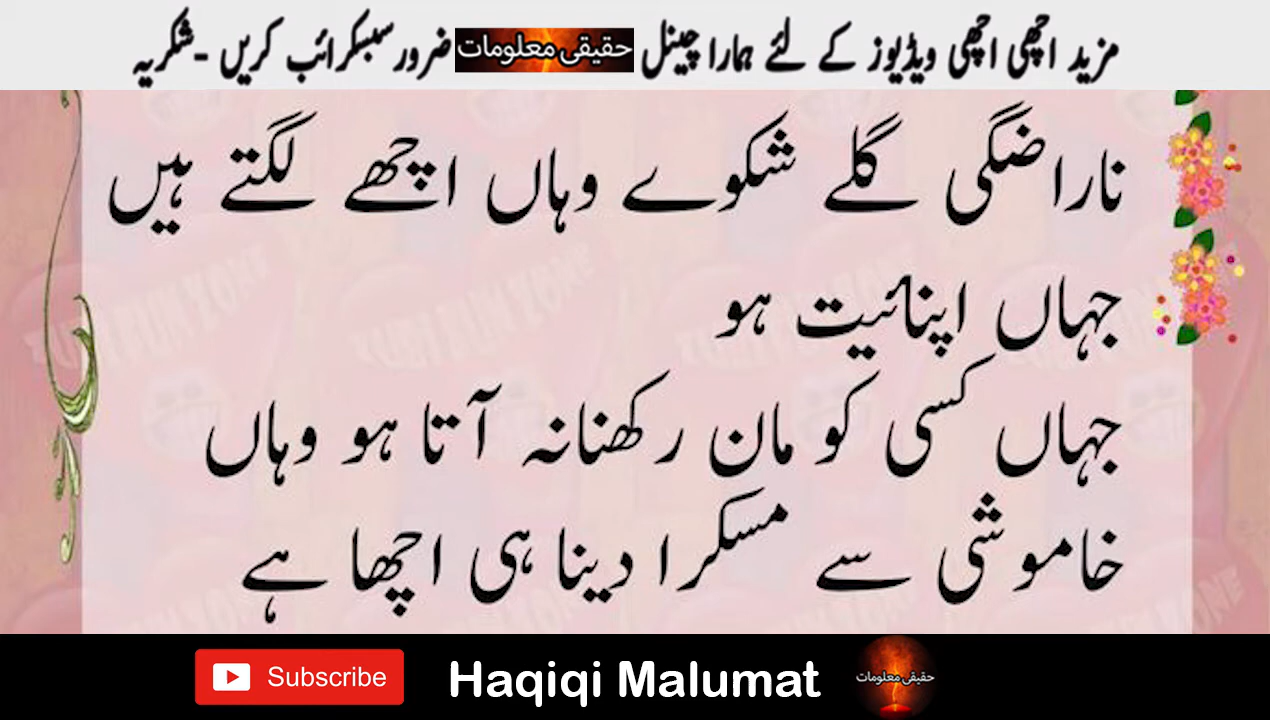 مزید اچھی اچھی ویڈیوز کے لئے ہمارا چینل حقیقی معلومات ضرور سبسکرائب کریں - شکریہ
ناراضگی گلے شکوے وہاں اچھے لگتے ہیں
جہاں اپنائیت ہو
جہاں کسی کو مان رکھنا نہ آتا ہو وہاں
خاموشی سے مسکرا دینا ہی اچھا ہے
Subscribe Haqiqi Malumat حقیقی معلومات